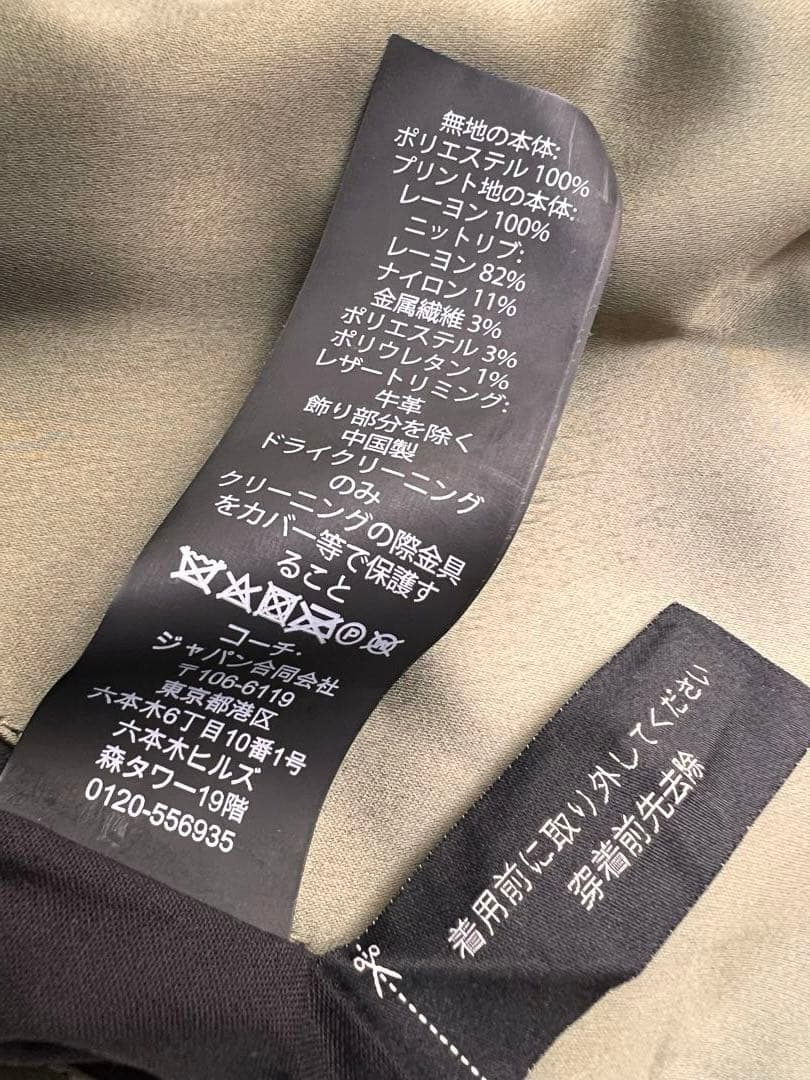 無地の本体:
ポリエステル 100%
プリント地の本体:
レーヨン 100%
ニットリブ:
レーヨン 82%
ナイロン 11%
金属繊維 3%
ポリエステル 3%
ポリウレタン 1%
レザートリミング:
牛革
飾り部分を除く
中国製
ドライクリーニング
のみ
クリーニングの際金具
をカバー等で保護す
ること
P
コーチ・
ジャパン合同会社
〒106-6119
東京都港区
六本木6丁目10番1号
六本木ヒルズ
森タワー19階
0120-556935
着用前に取り外してください
穿着前先去除